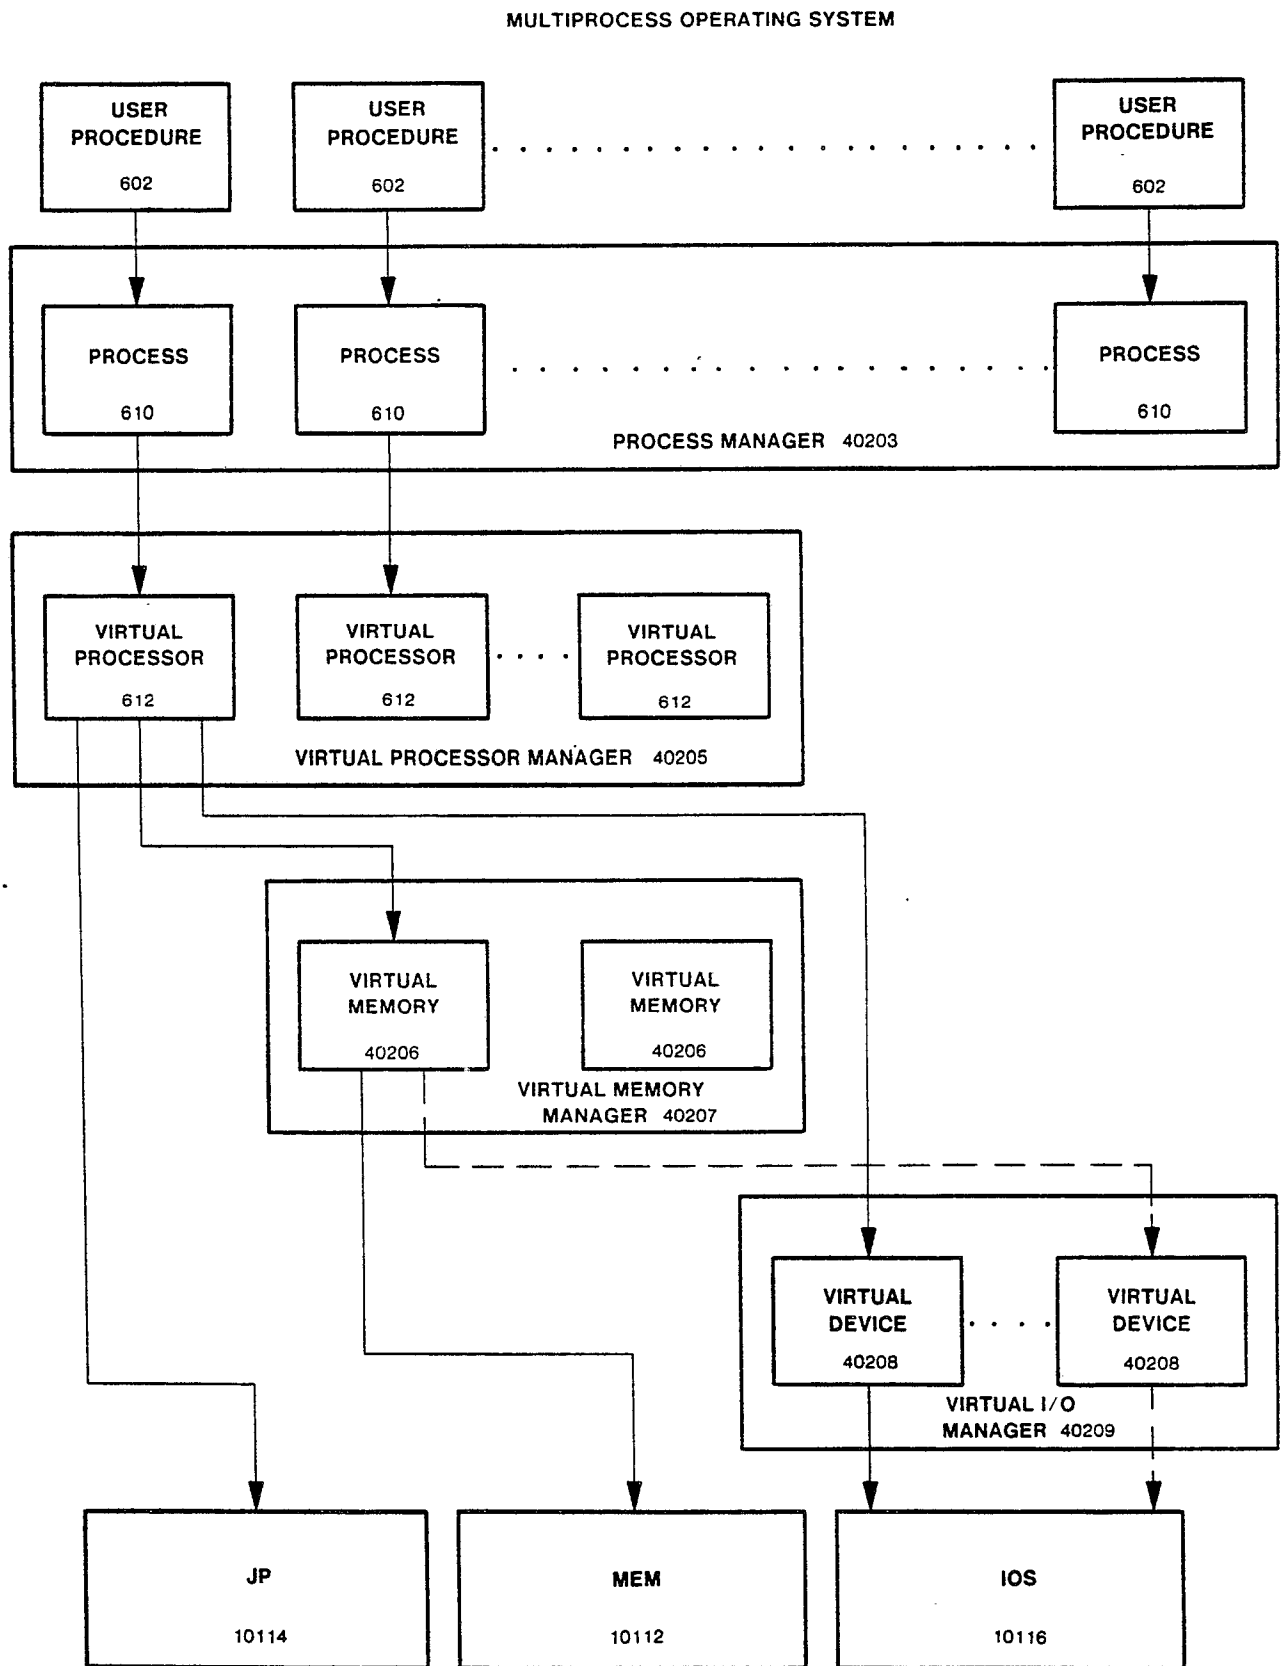 MULTIPROCESS OPERATING SYSTEM
USER
PROCEDURE
602
USER
PROCEDURE
602
USER
PROCEDURE
602
PROCESS
610
PROCESS
610
PROCESS
610
PROCESS MANAGER 40203
VIRTUAL
PROCESSOR
612
VIRTUAL
PROCESSOR
612
VIRTUAL
PROCESSOR
612
VIRTUAL PROCESSOR MANAGER 40205
VIRTUAL
MEMORY
40206
VIRTUAL
MEMORY
40206
VIRTUAL MEMORY
MANAGER 40207
VIRTUAL
DEVICE
40208
VIRTUAL
DEVICE
40208
VIRTUAL I/O
MANAGER 40209
JP
10114
MEM
10112
IOS
10116